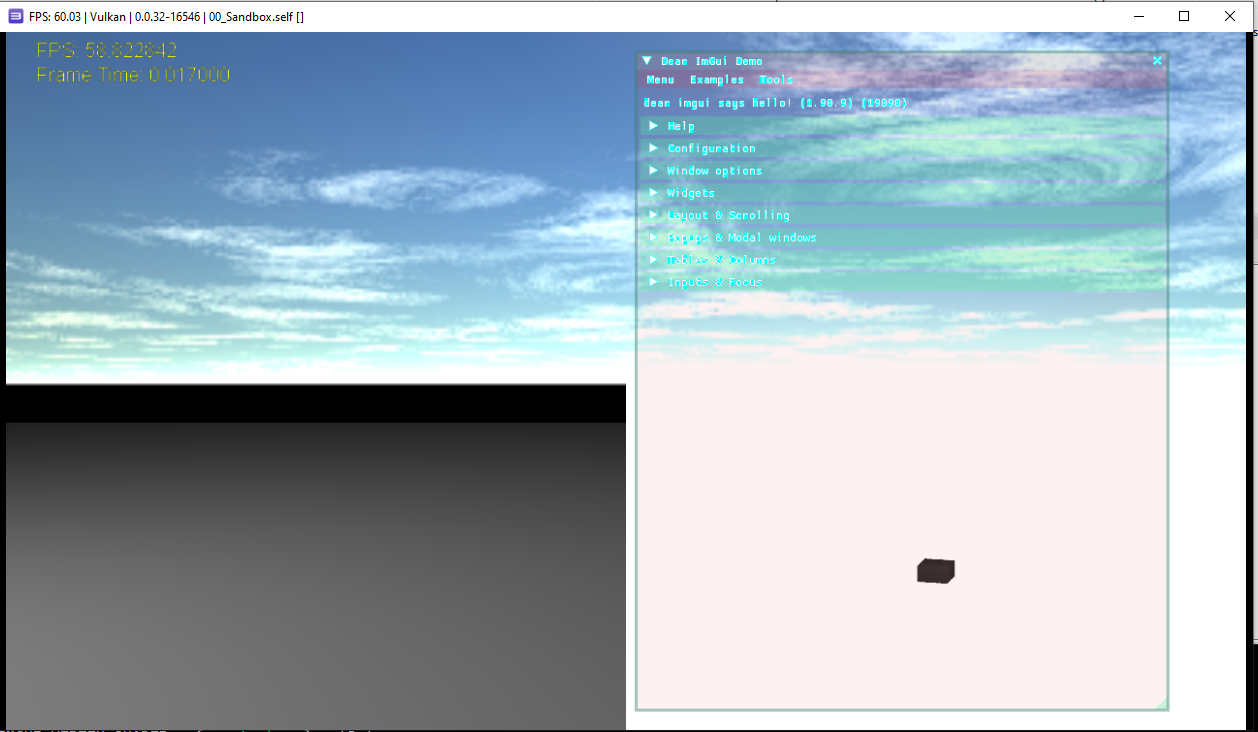 FPS: 60.03 | Vulkan | 0.0.32-16546 | 00_Sandbox.self []
FPS: 58.822842
Frame Time: 0.017000
Dear ImGui Demo
Menu Examples Tools
dear imgui says hello! (1.90.9) (19090)
Help
Configuration
Window options
Widgets
Layout & Scrolling
Popups & Modal windows
Tables & Columns
Inputs & Focus